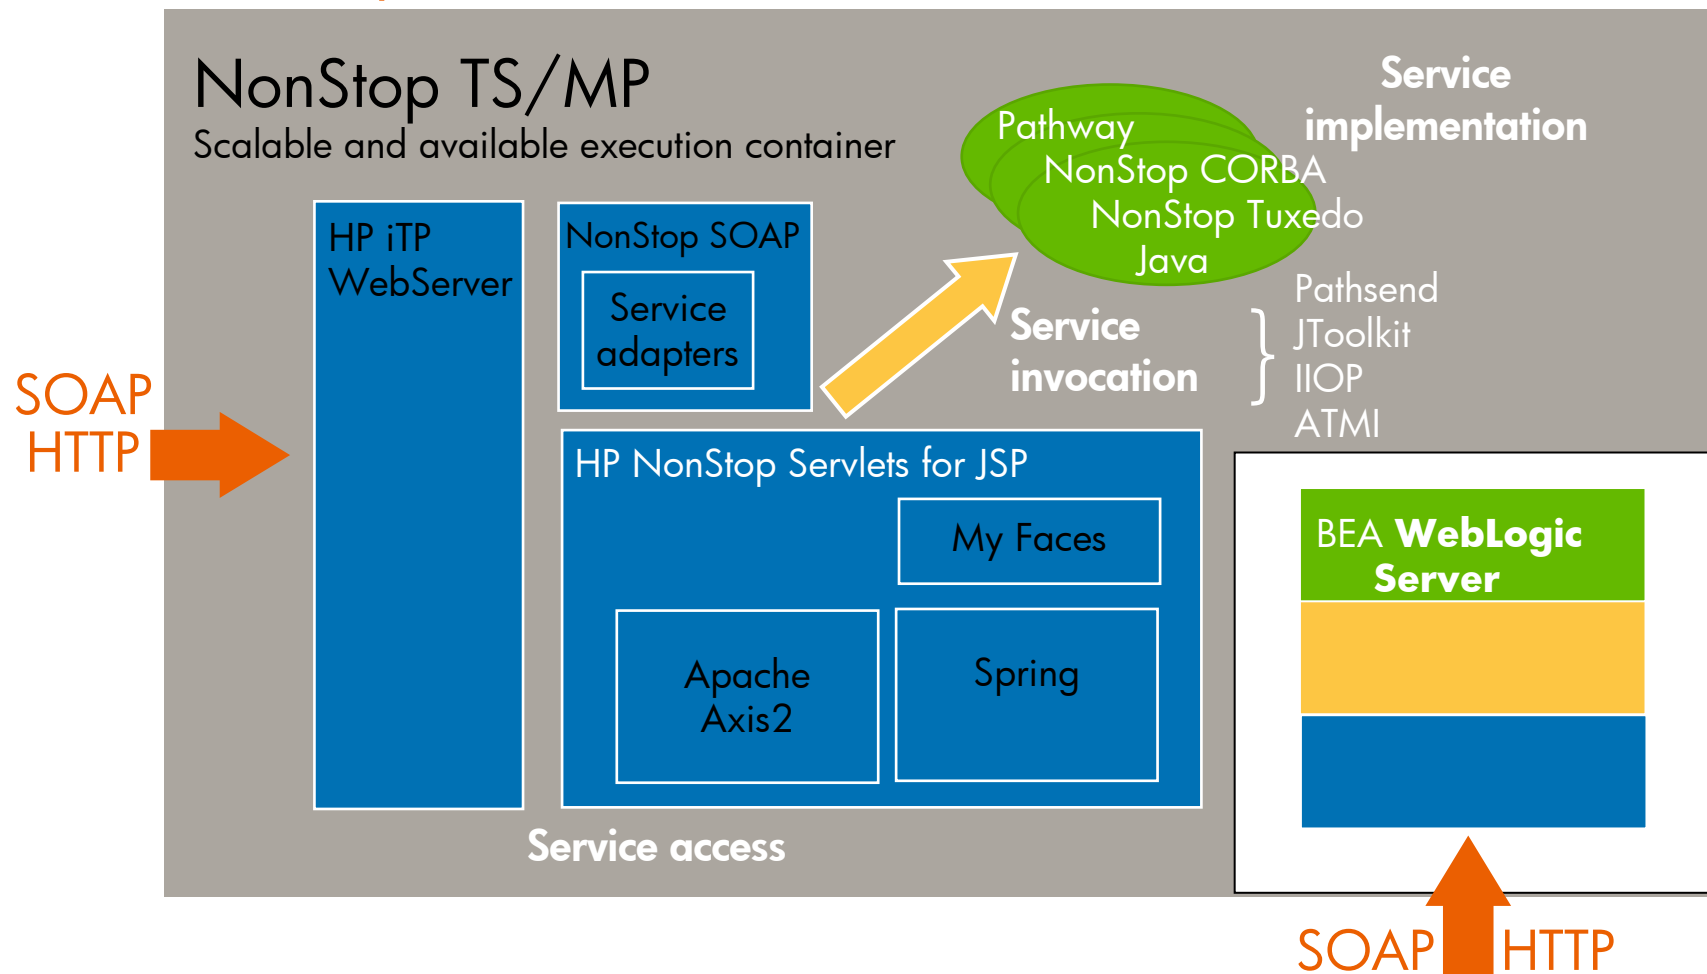 NonStop TS/MP
Scalable and available execution container
Service
implementation
Pathway
NonStop CORBA
NonStop Tuxedo
Java
HP iTP
WebServer
NonStop SOAP
Service
adapters
Service
invocation
}
Pathsend
JToolkit
IIOP
ATMI
SOAP
HTTP
HP NonStop Servlets for JSP
My Faces
Apache
Axis2
Spring
BEA WebLogic
Server
Service access
SOAP HTTP